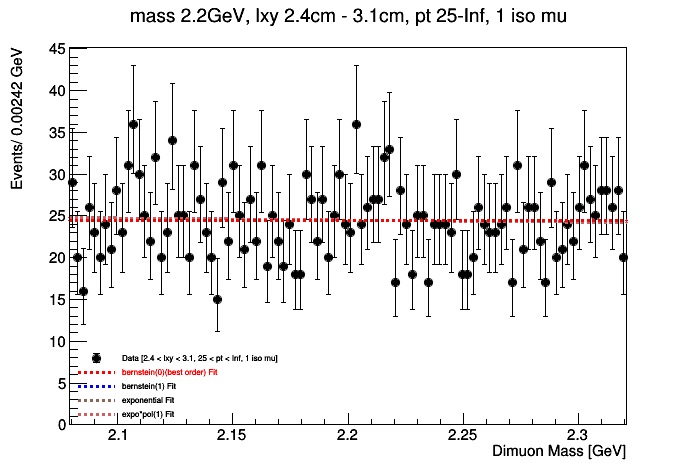 mass 2.2GeV, lxy 2.4cm - 3.1cm, pt 25-Inf, 1 iso mu
Events/ 0.00242 GeV
45
40
35
30
25
20
15
10
5
0
Data [2.4 < lxy < 3.1, 25 < pt < Inf, 1 iso mu]
bernstein(0)(best order) Fit
bernstein(1) Fit
exponential Fit
expo*pol(1) Fit
2.1
2.15
2.2
2.25
2.3
Dimuon Mass [GeV]